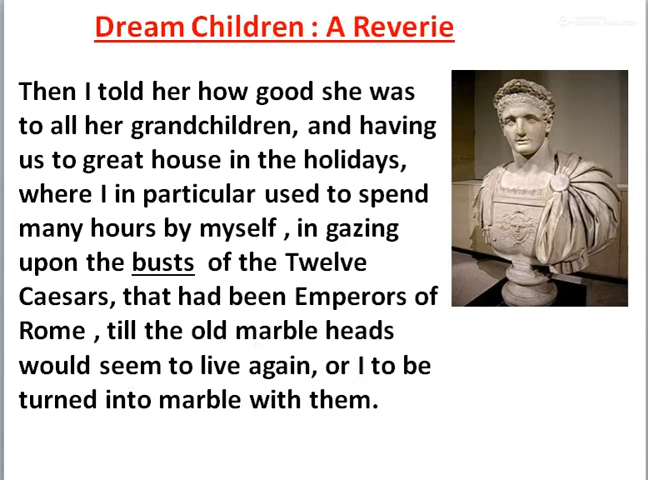 Dream Children : A Reverie
Then I told her how good she was
to all her grandchildren, and having
us to great house in the holidays,
where I in particular used to spend
many hours by myself , in gazing
upon the busts of the Twelve
Caesars, that had been Emperors of
Rome , till the old marble heads
would seem to live again, or I to be
turned into marble with them.